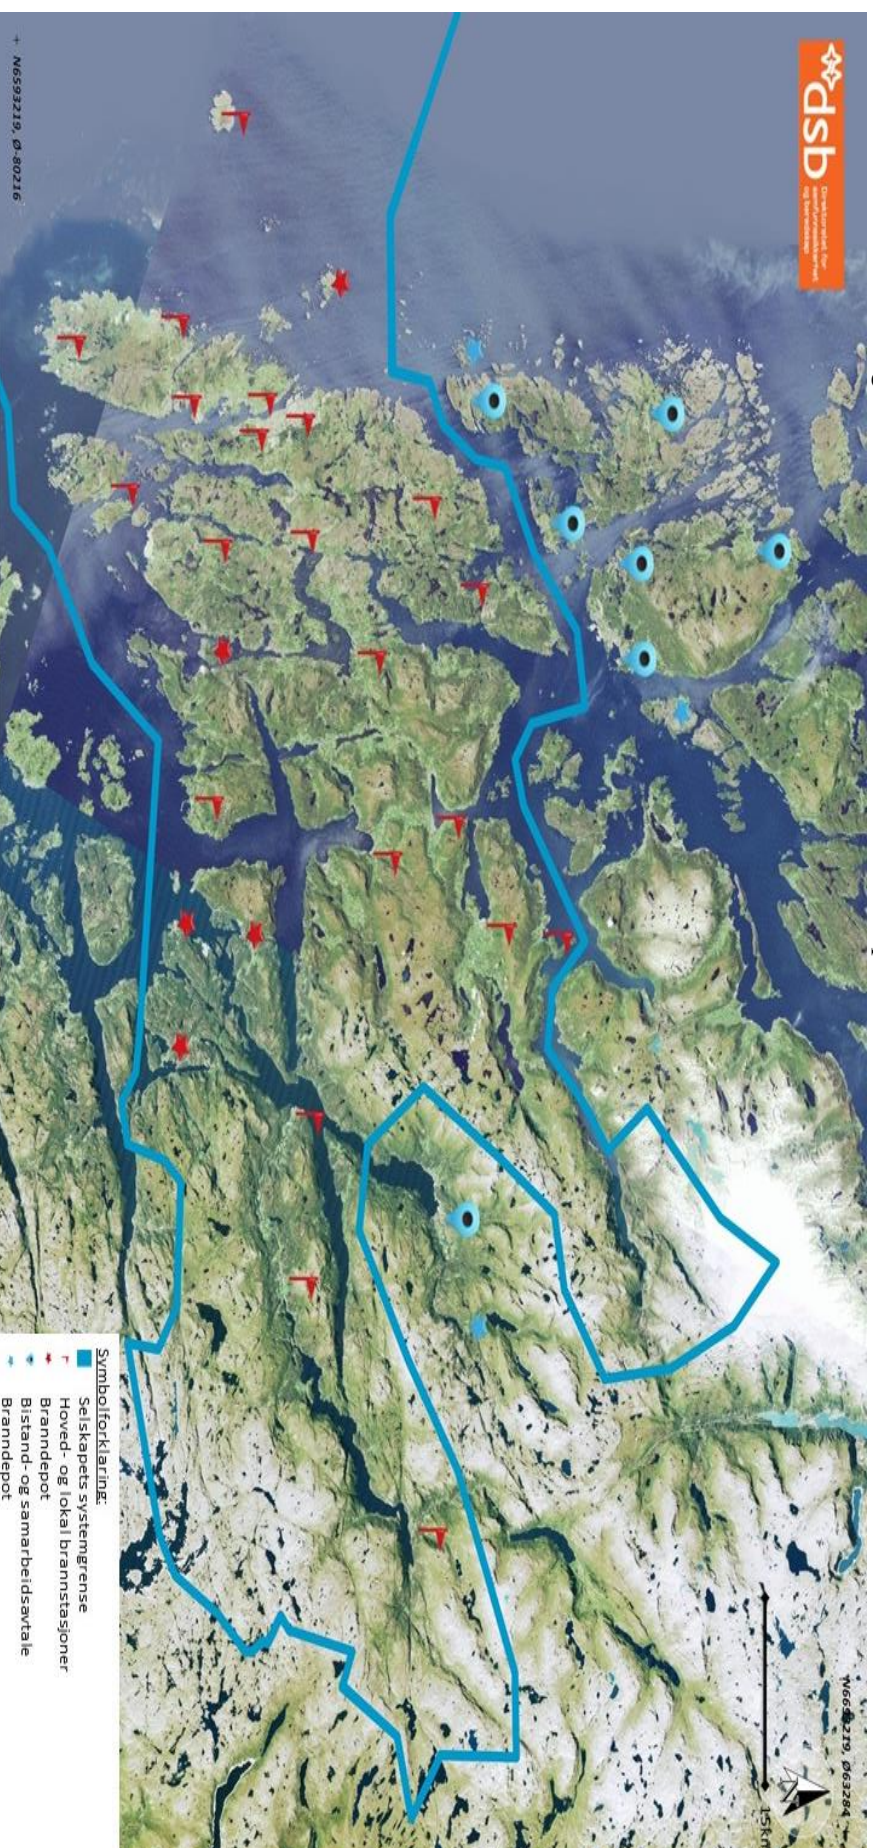 dsb
Direktoratet for
samfunnssikkerhet
og beredskap
+ N6593219, Ø-80216
15k
Symbolforklaring:
Selskapets systemgrense
Hoved- og lokal brannstasjoner
Branndepot
Bistand- og samarbeidsavtale
Branndepot